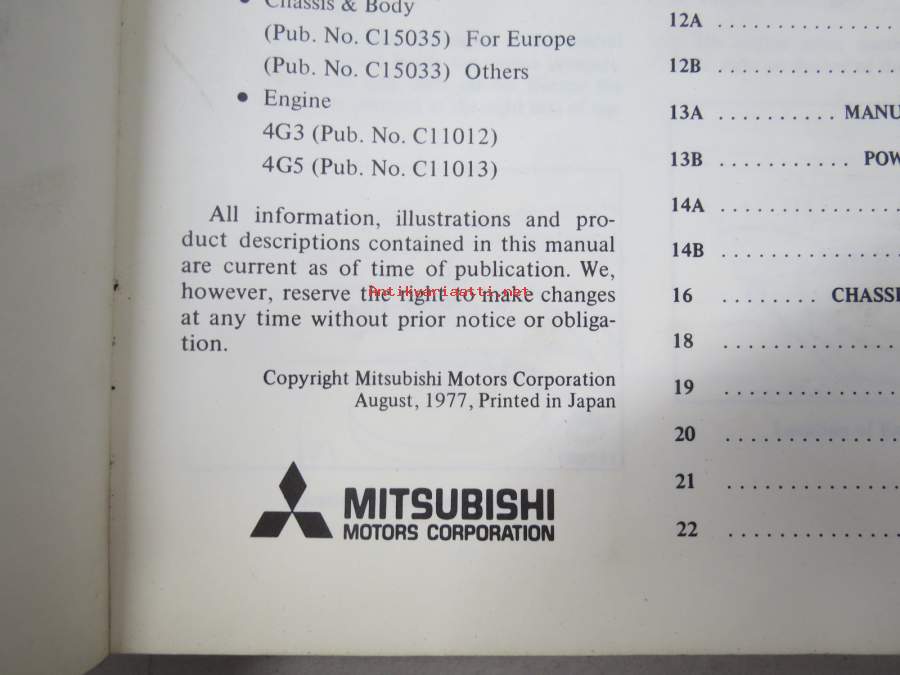 • Chassis & Body
(Pub. No. C15035) For Europe
(Pub. No. C15033) Others
• Engine
4G3 (Pub. No. C11012)
4G5 (Pub. No. C11013)
All information, illustrations and pro-
duct descriptions contained in this manual
are current as of time of publication. We,
however, reserve the right to make changes
at any time without prior notice or obliga-
tion.
Copyright Mitsubishi Motors Corporation
August, 1977, Printed in Japan
MITSUBISHI
MOTORS CORPORATION
12A ..................
12B ..................
13A ........... MANU
13B ............ POW
14A ..................
14B ..................
16 ......... CHASSI
18 ..................
19 ..................
20 ..................
21 ..................
22 ..................
Antikvariaatti.net